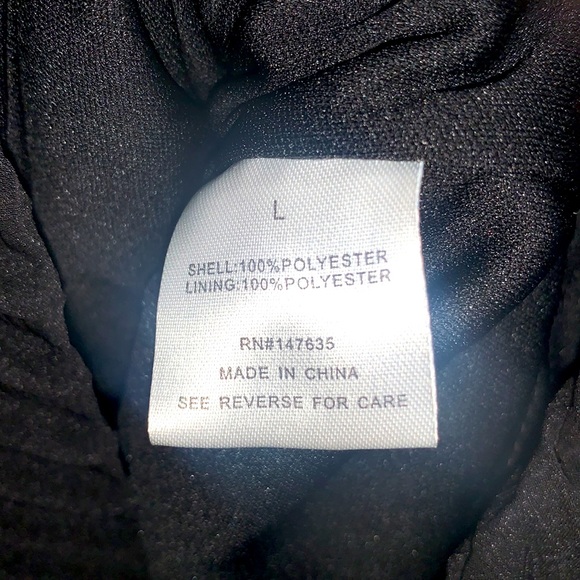 L
SHELL:100%POLYESTER
LINING:100%POLYESTER
RN#147635
MADE IN CHINA
SEE REVERSE FOR CARE